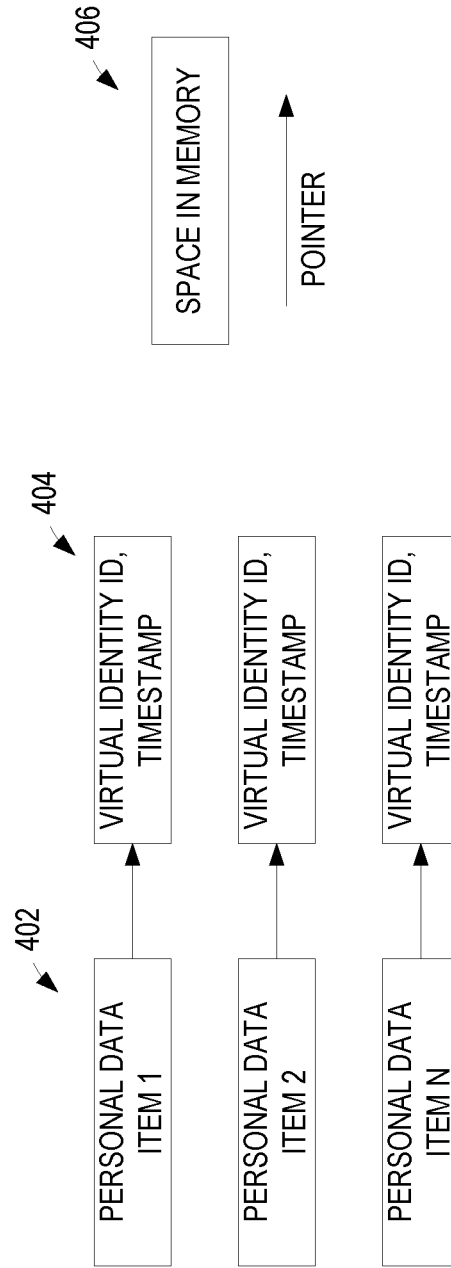 402
404
406
PERSONAL DATA
ITEM 1
VIRTUAL IDENTITY ID,
TIMESTAMP
SPACE IN MEMORY
PERSONAL DATA
ITEM 2
VIRTUAL IDENTITY ID,
TIMESTAMP
POINTER
PERSONAL DATA
ITEM N
VIRTUAL IDENTITY ID,
TIMESTAMP